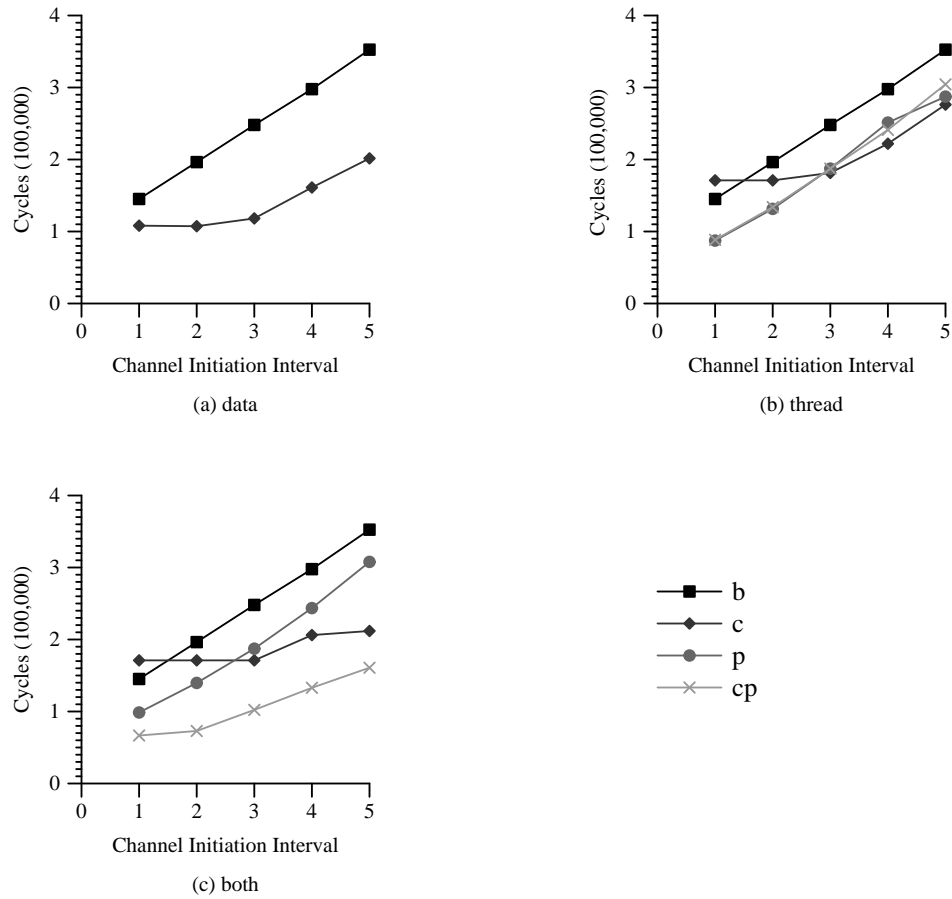 4
3
2
1
0
Cycles (100,000)
0 1 2 3 4 5
Channel Initiation Interval
(a) data
4
3
2
1
0
Cycles (100,000)
0 1 2 3 4 5
Channel Initiation Interval
(b) thread
4
3
2
1
0
Cycles (100,000)
0 1 2 3 4 5
Channel Initiation Interval
(c) both
b
c
p
cp